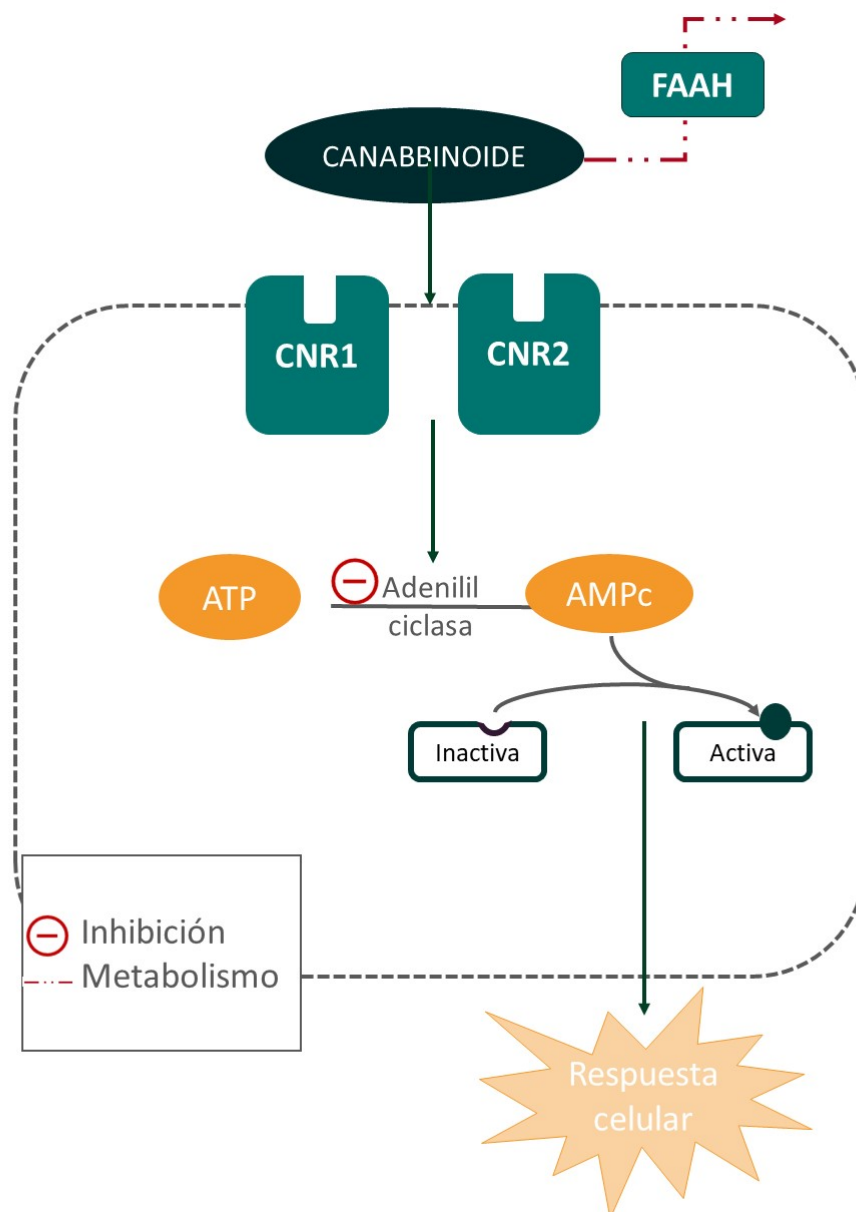 FAAH
CANABBINOIDE
CNR1
CNR2
ATP
Adenilil
ciclasa
AMPc
Inactiva
Activa
Inhibición
Metabolismo
Respuesta
celular